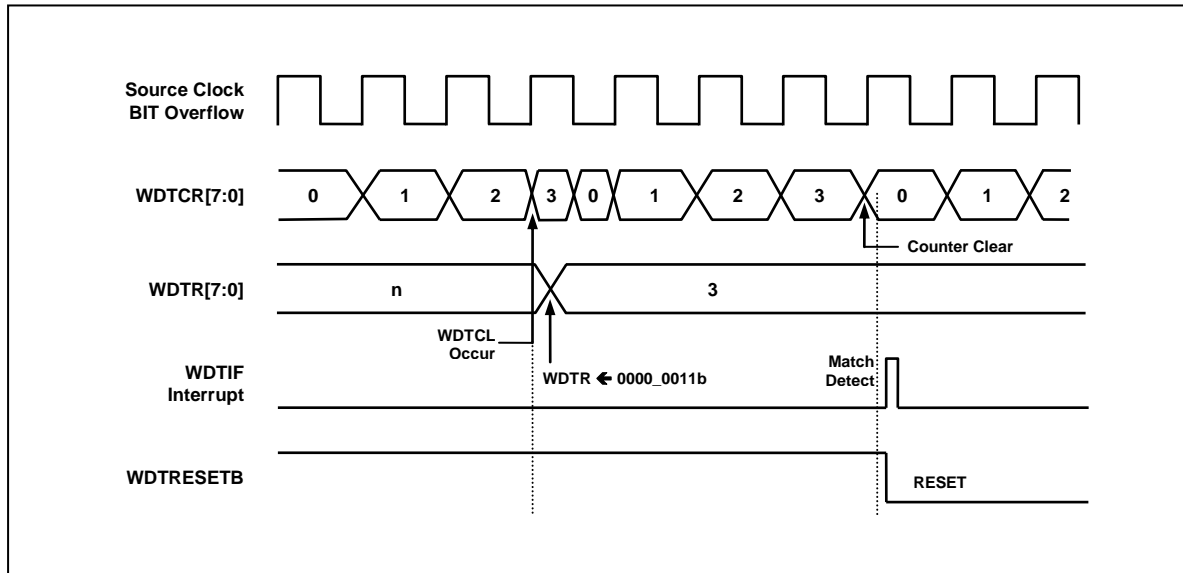 Source Clock
BIT Overflow
WDTCR[7:0]
0 1 2 3 0 1 2 3 0 1 2
Counter Clear
WDTR[7:0]
n 3
WDTCL
Occur
WDTR 🡸 0000_0011b
Match
Detect
WDTIF
Interrupt
WDTRESETB
RESET